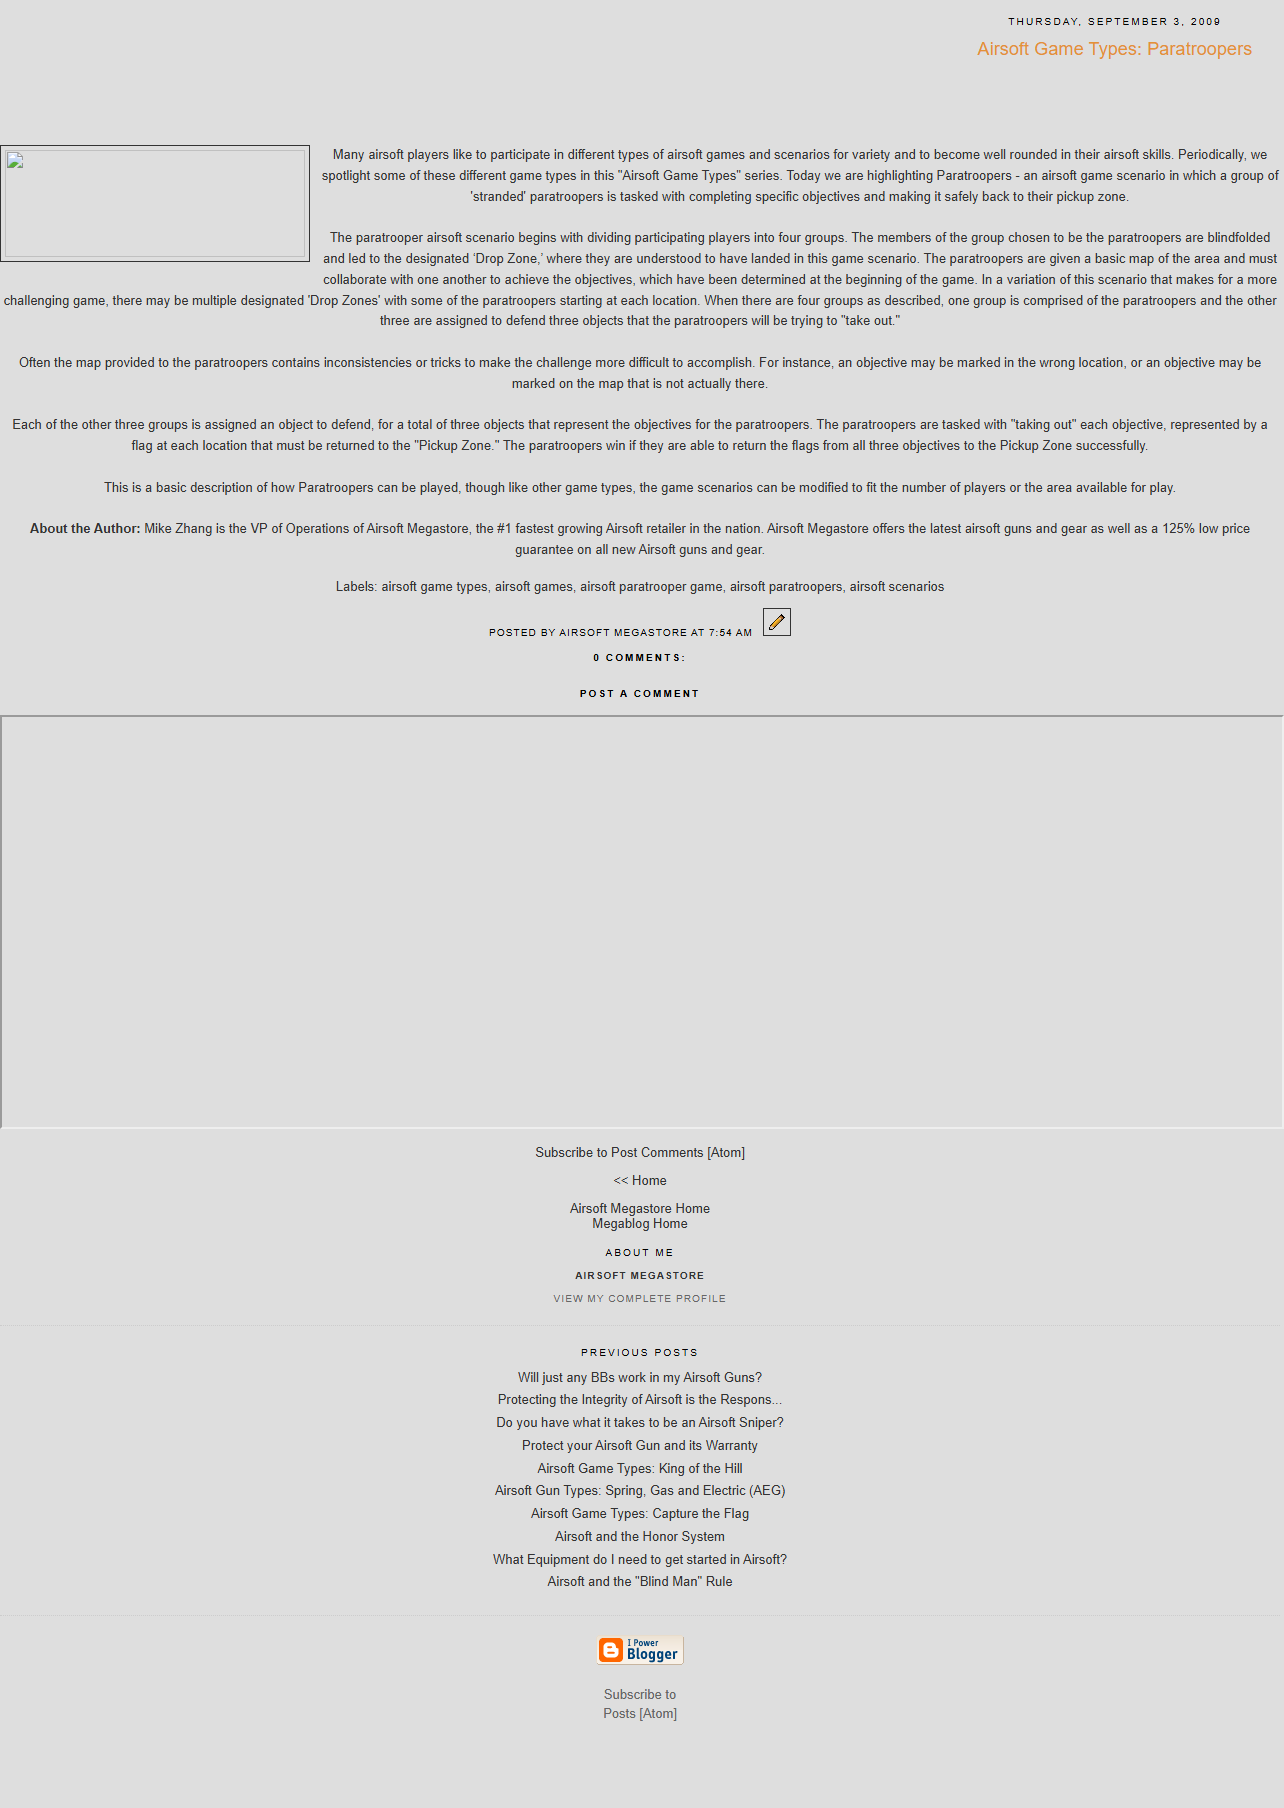 THURSDAY, SEPTEMBER 3, 2009
Airsoft Game Types: Paratroopers
Many airsoft players like to participate in different types of airsoft games and scenarios for variety and to become well rounded in their airsoft skills. Periodically, we
spotlight some of these different game types in this "Airsoft Game Types" series. Today we are highlighting Paratroopers - an airsoft game scenario in which a group of
'stranded' paratroopers is tasked with completing specific objectives and making it safely back to their pickup zone.
The paratrooper airsoft scenario begins with dividing participating players into four groups. The members of the group chosen to be the paratroopers are blindfolded
and led to the designated ‘Drop Zone,’ where they are understood to have landed in this game scenario. The paratroopers are given a basic map of the area and must
collaborate with one another to achieve the objectives, which have been determined at the beginning of the game. In a variation of this scenario that makes for a more
challenging game, there may be multiple designated 'Drop Zones' with some of the paratroopers starting at each location. When there are four groups as described, one group is comprised of the paratroopers and the other
three are assigned to defend three objects that the paratroopers will be trying to "take out."
Often the map provided to the paratroopers contains inconsistencies or tricks to make the challenge more difficult to accomplish. For instance, an objective may be marked in the wrong location, or an objective may be
marked on the map that is not actually there.
Each of the other three groups is assigned an object to defend, for a total of three objects that represent the objectives for the paratroopers. The paratroopers are tasked with "taking out" each objective, represented by a
flag at each location that must be returned to the "Pickup Zone." The paratroopers win if they are able to return the flags from all three objectives to the Pickup Zone successfully.
This is a basic description of how Paratroopers can be played, though like other game types, the game scenarios can be modified to fit the number of players or the area available for play.
About the Author: Mike Zhang is the VP of Operations of Airsoft Megastore, the #1 fastest growing Airsoft retailer in the nation. Airsoft Megastore offers the latest airsoft guns and gear as well as a 125% low price
guarantee on all new Airsoft guns and gear.
Labels: airsoft game types, airsoft games, airsoft paratrooper game, airsoft paratroopers, airsoft scenarios
POSTED BY AIRSOFT MEGASTORE AT 7:54 AM
0 COMMENTS:
POST A COMMENT
Subscribe to Post Comments [Atom]
<< Home
Airsoft Megastore Home
Megablog Home
ABOUT ME
AIRSOFT MEGASTORE
VIEW MY COMPLETE PROFILE
PREVIOUS POSTS
Will just any BBs work in my Airsoft Guns?
Protecting the Integrity of Airsoft is the Respons...
Do you have what it takes to be an Airsoft Sniper?
Protect your Airsoft Gun and its Warranty
Airsoft Game Types: King of the Hill
Airsoft Gun Types: Spring, Gas and Electric (AEG)
Airsoft Game Types: Capture the Flag
Airsoft and the Honor System
What Equipment do I need to get started in Airsoft?
Airsoft and the "Blind Man" Rule
I Power
Blogger
Subscribe to
Posts [Atom]